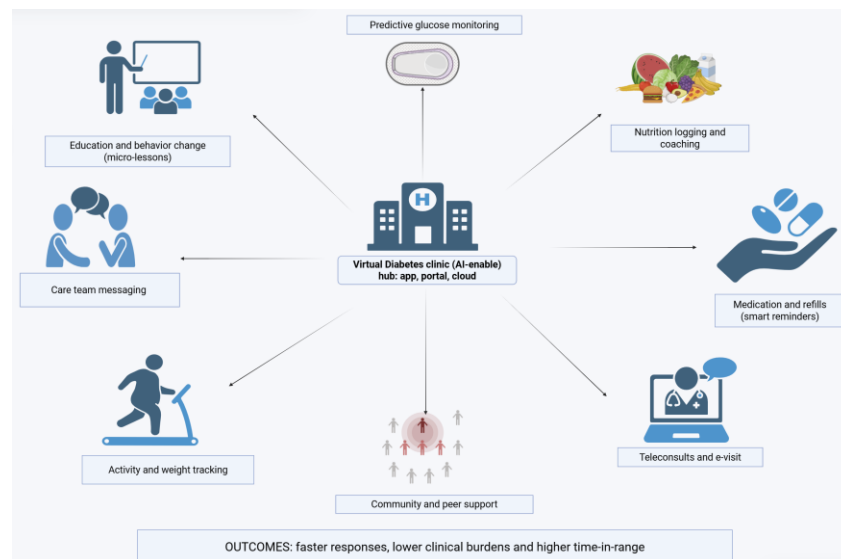 Predictive glucose monitoring
Education and behavior change
(micro-lessons)
Nutrition logging and
coaching
H
Virtual Diabetes clinic (AI-enable)
hub: app, portal, cloud
Care team messaging
Medication and refills
(smart reminders)
Activity and weight tracking
Teleconsults and e-visit
Community and peer support
OUTCOMES: faster responses, lower clinical burdens and higher time-in-range